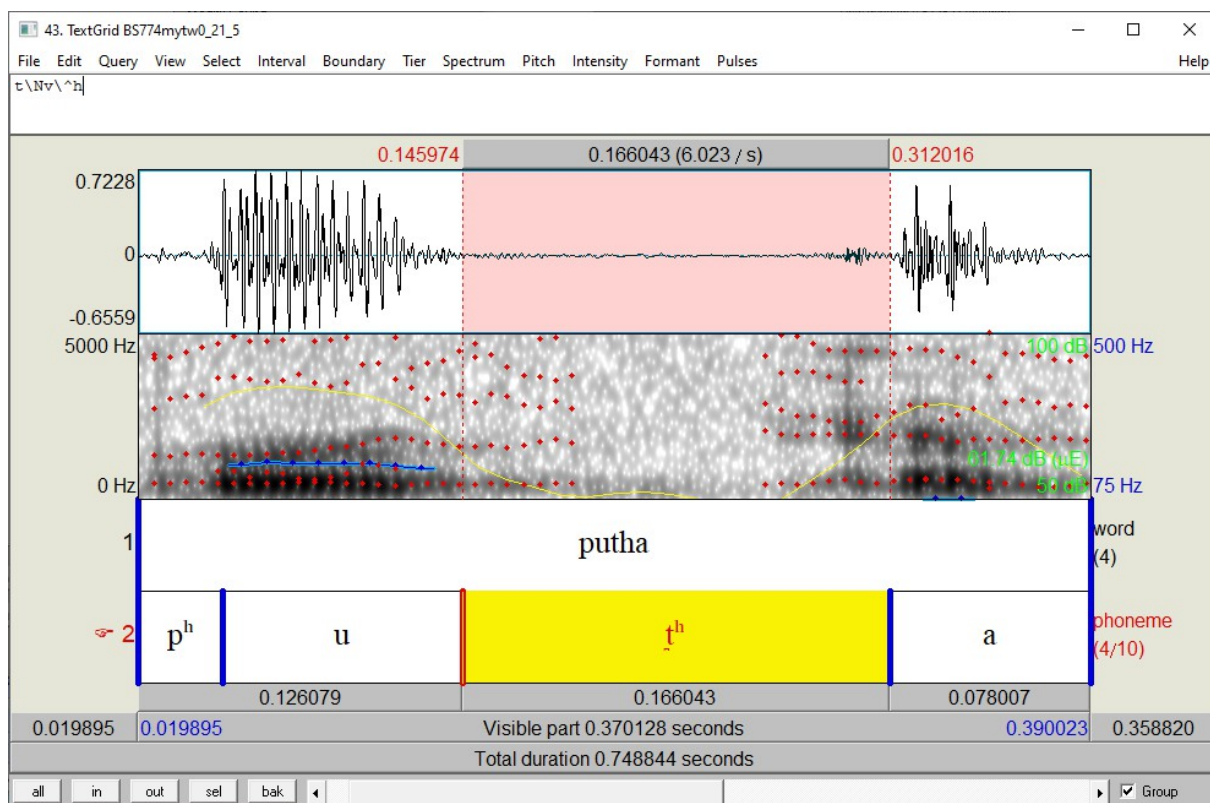 43. TextGrid BS774mytw0_21_5
File Edit Query View Select Interval Boundary Tier Spectrum Pitch Intensity Formant Pulses Help
t\Nv\^h
0.145974 0.166043 (6.023 / s) 0.312016
0.7228
0
-0.6559
5000 Hz 100 dB 500 Hz
61.74 dB (µE)
0 Hz 50 dB 75 Hz
1 putha word
(4)
☞ 2 pʰ u t̪ʰ a phoneme
(4/10)
0.126079 0.166043 0.078007
0.019895 0.019895 Visible part 0.370128 seconds 0.390023 0.358820
Total duration 0.748844 seconds
all in out sel bak Group